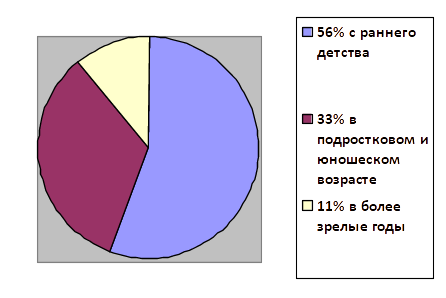 56% с раннего
детства
33% в
подростковом и
юношеском
возрасте
11% в более
зрелые годы